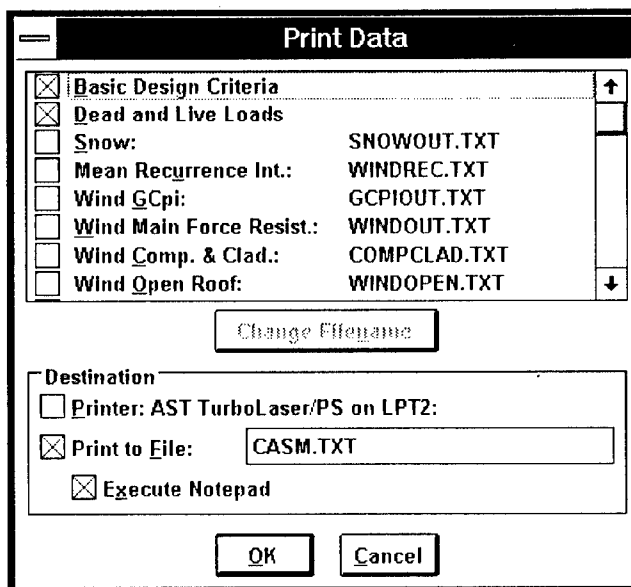 Print Data
Basic Design Criteria
Dead and Live Loads
Snow: SNOWOUT.TXT
Mean Recurrence Int.: WINDREC.TXT
Wind GCpi: GCPIOUT.TXT
Wind Main Force Resist.: WINDOUT.TXT
Wind Comp. & Clad.: COMPCLAD.TXT
Wind Open Roof: WINDOPEN.TXT
Change Filename
Destination
Printer: AST TurboLaser/PS on LPT2:
Print to File: CASM.TXT
Execute Notepad
OK Cancel